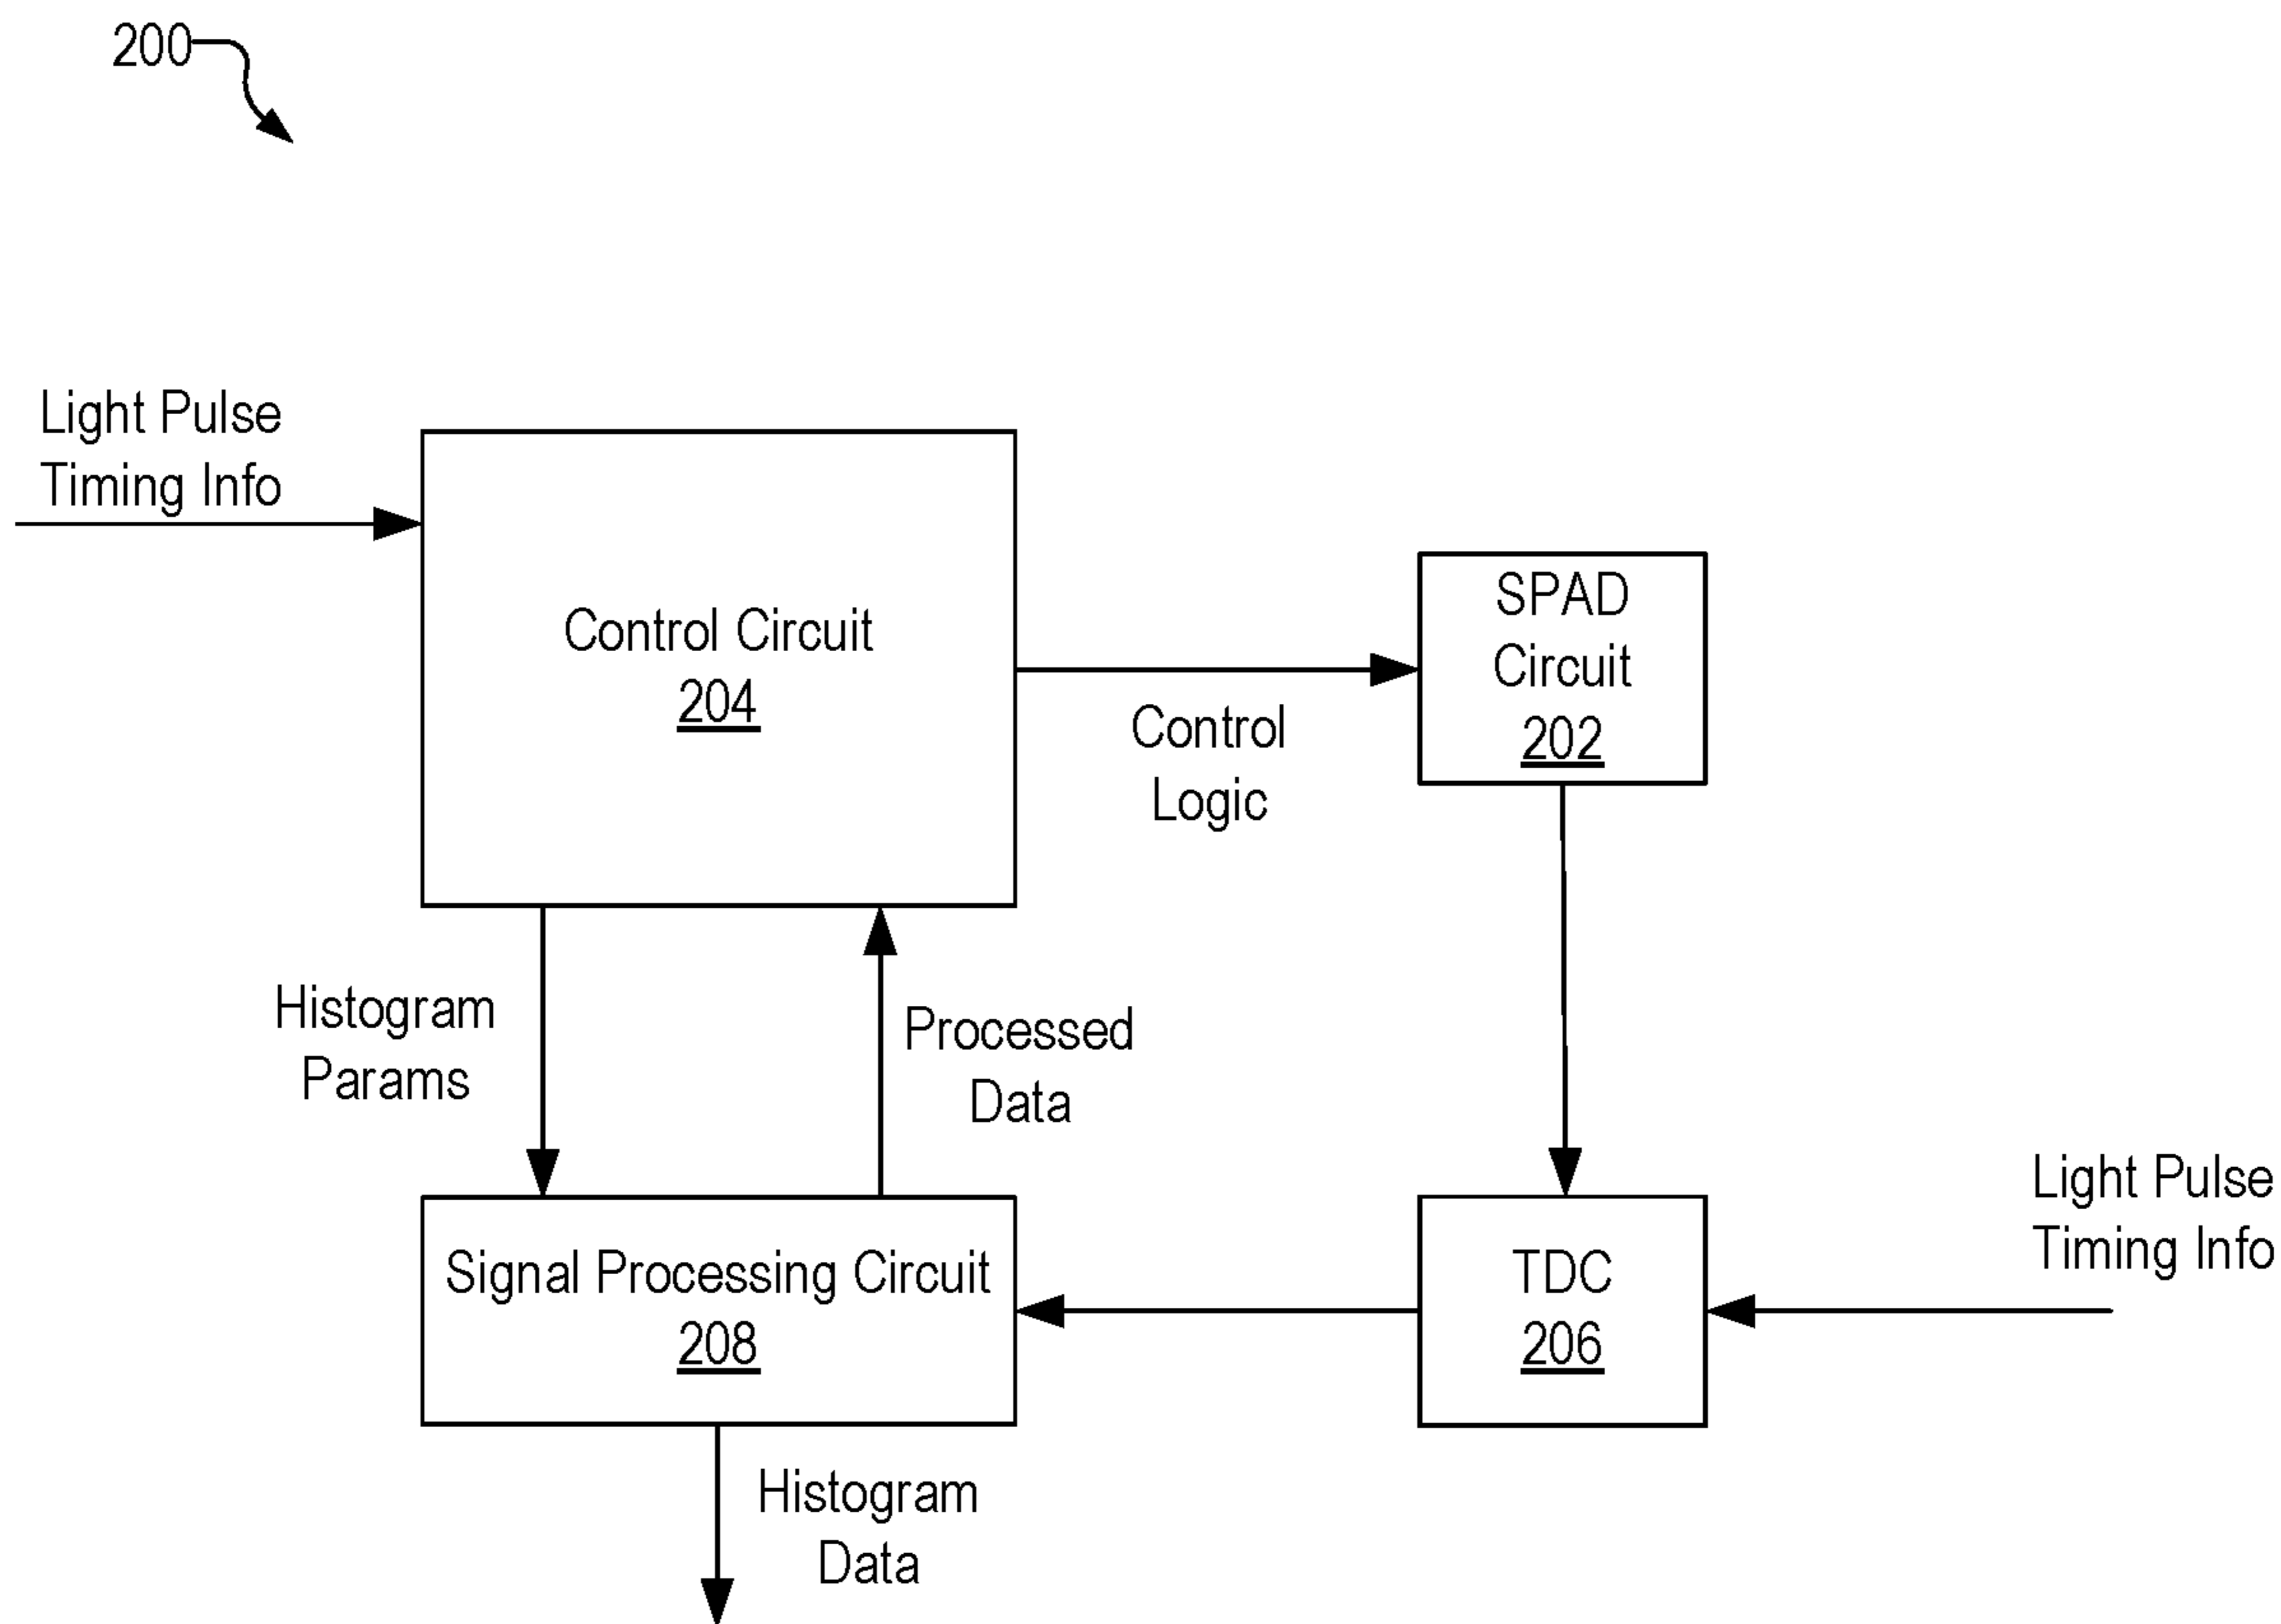 200
Light Pulse
Timing Info
Control Circuit
204
SPAD
Circuit
202
Control
Logic
Histogram
Params
Processed
Data
Light Pulse
Timing Info
Signal Processing Circuit
208
TDC
206
Histogram
Data